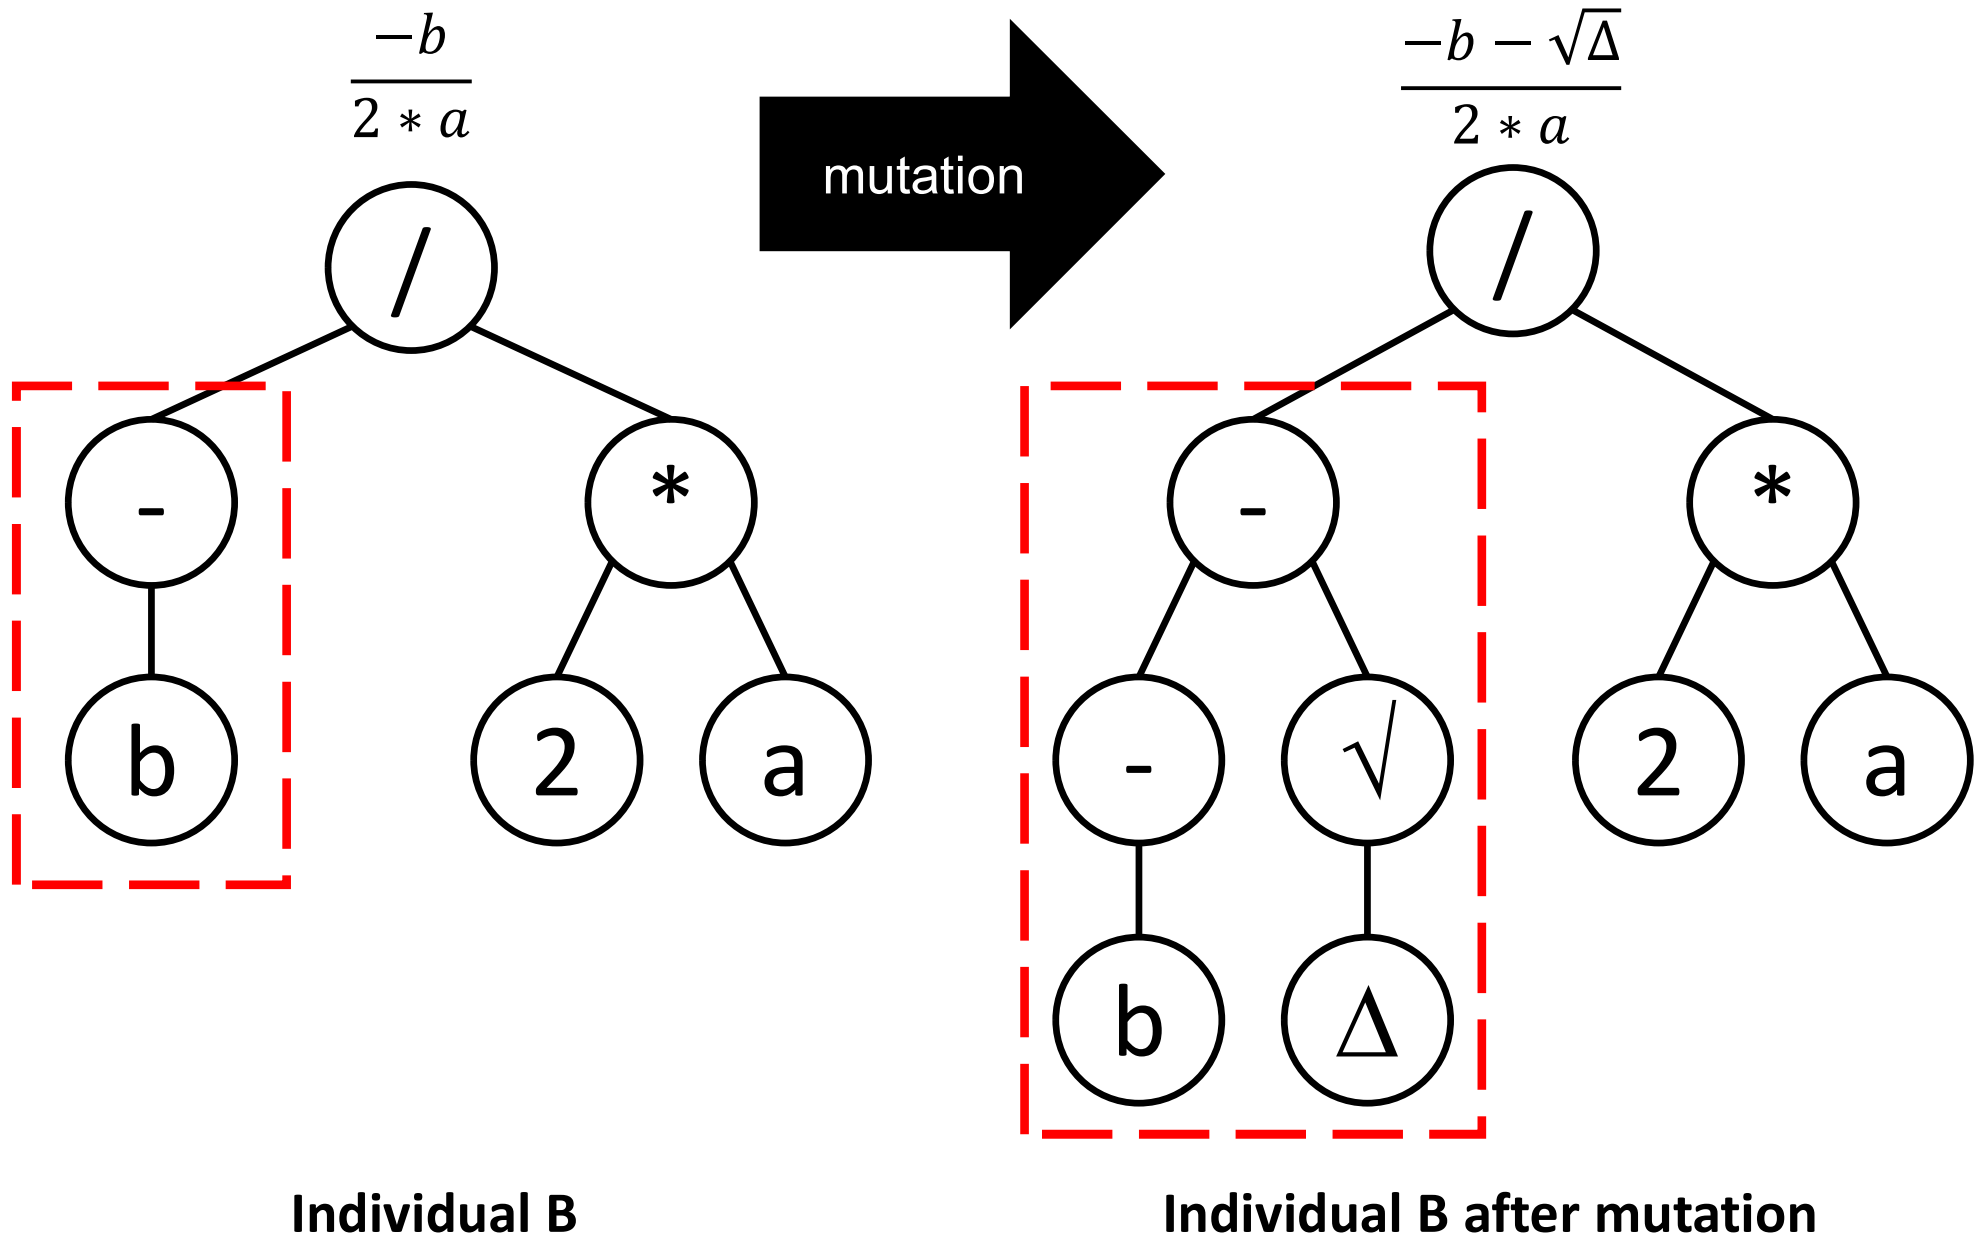 −b
2 * a
/
-
*
b
2
a
mutation
−b − √Δ
2 * a
/
-
*
-
√
2
a
b
Δ
Individual B
Individual B after mutation